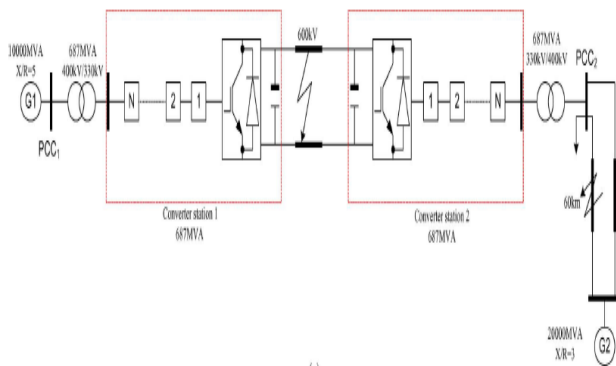 10000MVA
X/R=5
G1
PCC1
687MVA
400kV/330kV
N
2
1
Converter station 1
687MVA
600kV
1
2
N
Converter station 2
687MVA
687MVA
330kV/400kV
PCC2
60km
20000MVA
X/R=3
G2